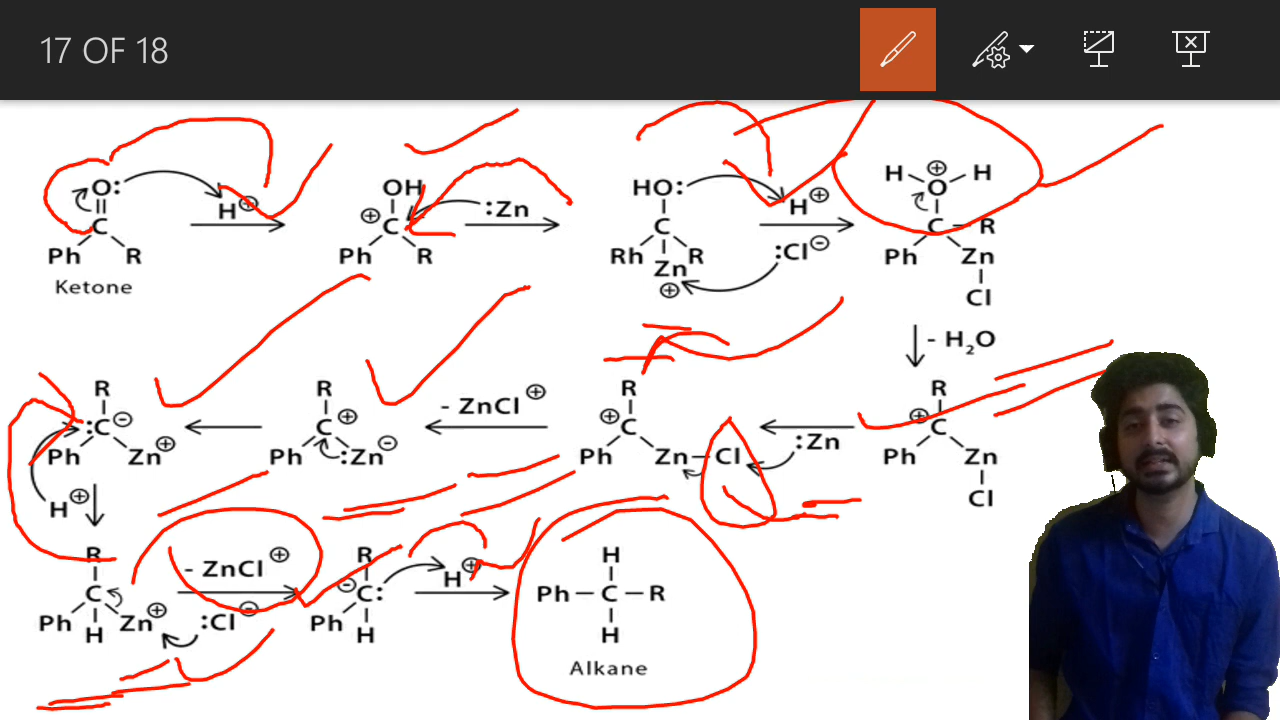 17 OF 18
O: H⊕ OH :Zn HO: H⊕ H ⊕ H
C ⊕ C C :Cl⊖ O
Ph R Ph R Rh Zn R C R
Ketone ⊕ Ph Zn
Cl
- H₂O
R R R R
:C⊖ C⊕ - ZnCl⊕ ⊕C :Zn ⊕C
Ph Zn⊕ Ph :Zn⊖ Ph Zn–Cl Ph Zn
H⊕ Cl
R - ZnCl⊕ R H⊕ H
C ⊖C: Ph–C–R
Ph H Zn⊕ :Cl⊖ Ph H H
Alkane